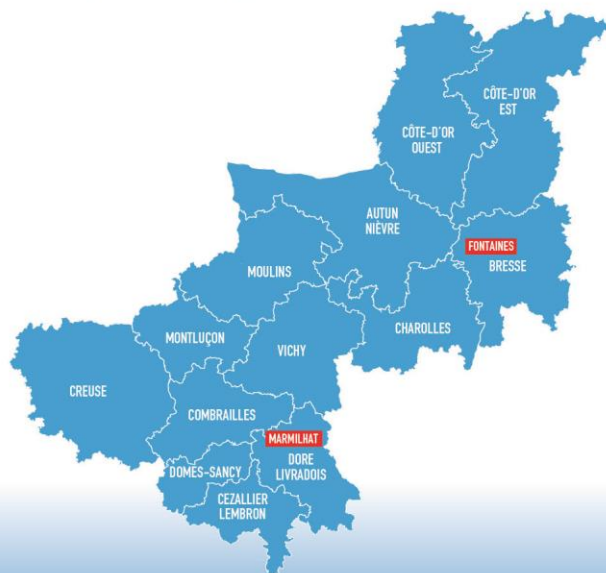 CÔTE-D'OR
EST
CÔTE-D'OR
OUEST
AUTUN
NIÈVRE
FONTAINES
BRESSE
MOULINS
CHAROLLES
MONTLUÇON
VICHY
CREUSE
COMBRAILLES
MARMILHAT
DORE
LIVRADOIS
DOMES-SANCY
CEZALLIER
LEMBRON